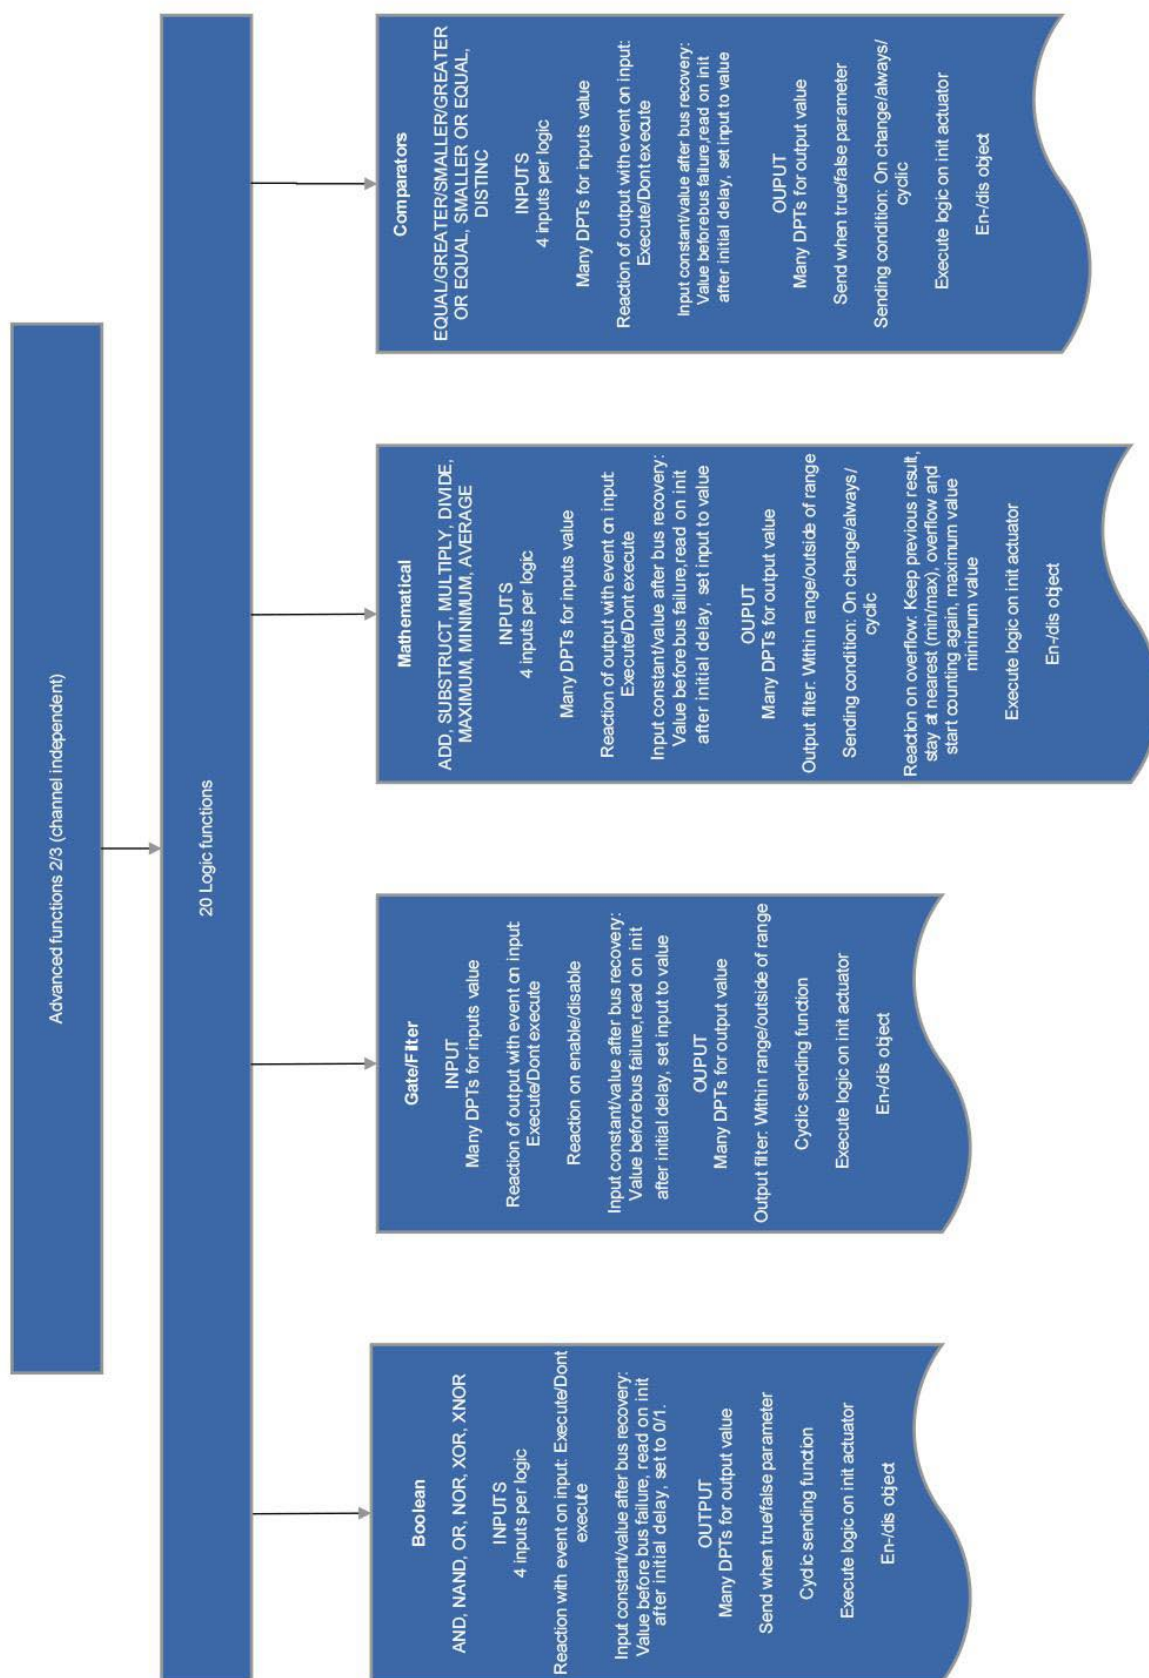 Advanced functions 2/3 (channel independent)
20 Logic functions
Boolean
AND, NAND, OR, NOR, XOR, XNOR
INPUTS
4 inputs per logic
Reaction with event on input: Execute/Dont
execute
Input constant/value after bus recovery:
Value before bus failure, read on init
after initial delay, set to 0/1.
OUTPUT
Many DPTs for output value
Send when true/false parameter
Cyclic sending function
Execute logic on init actuator
En-/dis object
Gate/Filter
INPUT
Many DPTs for inputs value
Reaction of output with event on input:
Execute/Dont execute
Reaction on enable/disable
Input constant/value after bus recovery:
Value before bus failure,read on init
after initial delay, set input to value
OUPUT
Many DPTs for output value
Output filter: Within range/outside of range
Cyclic sending function
Execute logic on init actuator
En-/dis object
Mathematical
ADD, SUBSTRUCT, MULTIPLY, DIVIDE,
MAXIMUM, MINIMUM, AVERAGE
INPUTS
4 inputs per logic
Many DPTs for inputs value
Reaction of output with event on input:
Execute/Dont execute
Input constant/value after bus recovery:
Value before bus failure,read on init
after initial delay, set input to value
OUPUT
Many DPTs for output value
Output filter: Within range/outside of range
Sending condition: On change/always/
cyclic
Reaction on overflow: Keep previous result,
stay at nearest (min/max), overflow and
start counting again, maximum value
minimum value
Execute logic on init actuator
En-/dis object
Comparators
EQUAL/GREATER/SMALLER/GREATER
OR EQUAL, SMALLER OR EQUAL,
DISTINC
INPUTS
4 inputs per logic
Many DPTs for inputs value
Reaction of output with event on input:
Execute/Dont execute
Input constant/value after bus recovery:
Value before bus failure,read on init
after initial delay, set input to value
OUPUT
Many DPTs for output value
Send when true/false parameter
Sending condition: On change/always/
cyclic
Execute logic on init actuator
En-/dis object